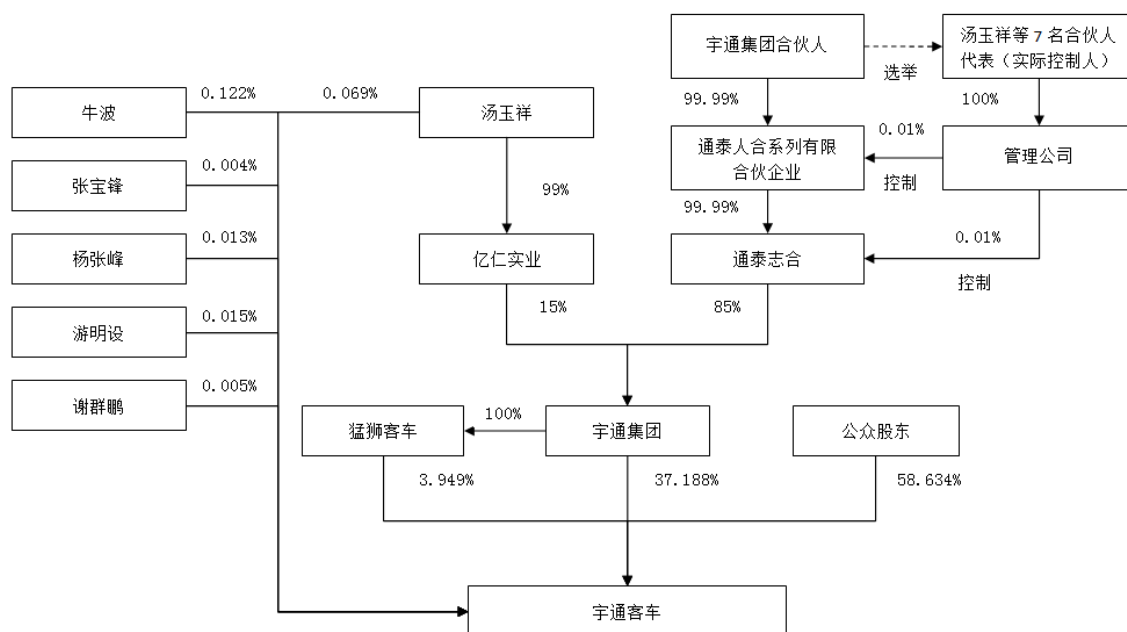 宇通集团合伙人
选举
汤玉祥等 7 名合伙人
代表（实际控制人）
99.99%
100%
牛波
0.122%
0.069%
汤玉祥
通泰人合系列有限
合伙企业
0.01%
控制
管理公司
张宝锋
0.004%
99%
99.99%
杨张峰
0.013%
亿仁实业
通泰志合
0.01%
控制
15%
85%
游明设
0.015%
谢群鹏
0.005%
猛狮客车
100%
宇通集团
公众股东
3.949%
37.188%
58.634%
宇通客车